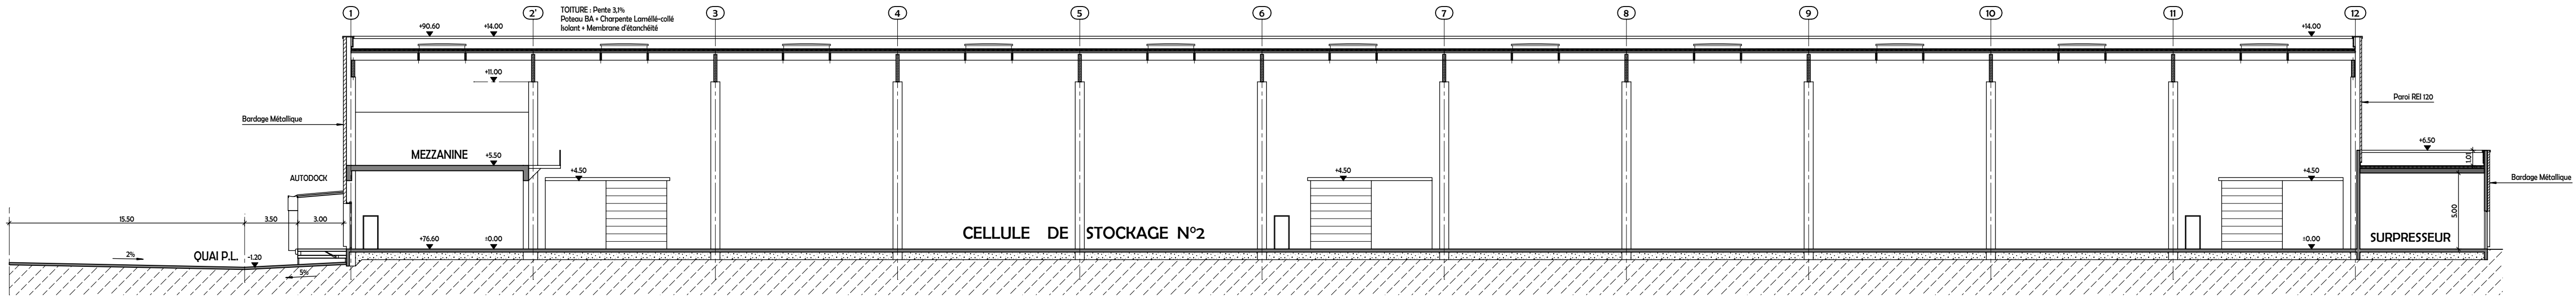 1
2'
3
4
5
6
7
8
9
10
11
12
TOITURE : Pente 3,1%
Poteau BA + Charpente Lamélié-collé
Isolant + Membrane d'étanchéité
+90.60
+14.00
+14.00
+11.00
Paroi REI 120
Bardage Métallique
+6.50
MEZZANINE
+5.50
1.01
+4.50
+4.50
+4.50
AUTODOCK
Bardage Métallique
15.50
3.50
3.00
5.00
CELLULE DE STOCKAGE N°2
+76.60
±0.00
±0.00
SURPRESSEUR
2%
QUAI P.L.
-1.20
5%